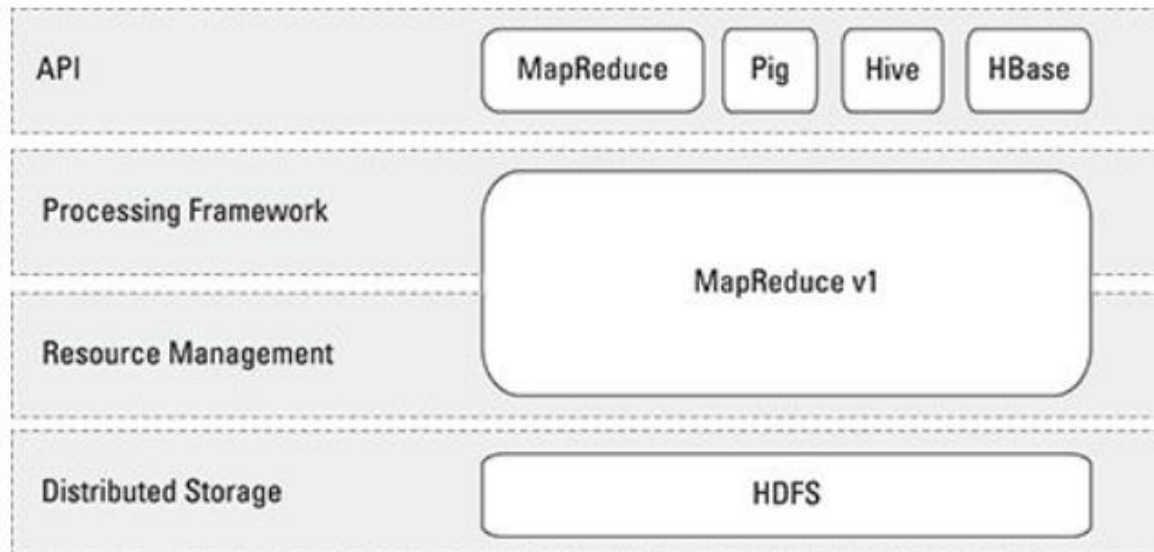 API
MapReduce
Pig
Hive
HBase
Processing Framework
MapReduce v1
Resource Management
Distributed Storage
HDFS